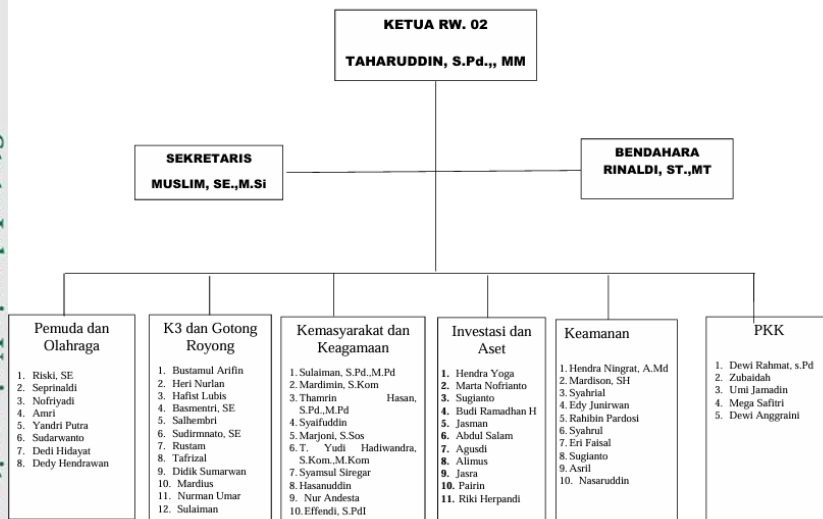 KETUA RW. 02
TAHARUDDIN, S.Pd.,, MM
SEKRETARIS
MUSLIM, SE.,M.Si
BENDAHARA
RINALDI, ST.,MT
Pemuda dan
Olahraga
1. Riski, SE
2. Seprinaldi
3. Nofriyadi
4. Amri
5. Yandri Putra
6. Sudarwanto
7. Dedi Hidayat
8. Dedy Hendrawan
K3 dan Gotong
Royong
1. Bustamul Arifin
2. Heri Nurlan
3. Hafist Lubis
4. Basmentri, SE
5. Salhembri
6. Sudirmnato, SE
7. Rustam
8. Tafrizal
9. Didik Sumarwan
10. Mardius
11. Nurman Umar
12. Sulaiman
Kemasyarakat dan
Keagamaan
1. Sulaiman, S.Pd.,M.Pd
2. Mardimin, S.Kom
3. Thamrin Hasan,
S.Pd.,M.Pd
4. Syaifuddin
5. Marjoni, S.Sos
6. T. Yudi Hadiwandra,
S.Kom.,M.Kom
7. Syamsul Siregar
8. Hasanuddin
9. Nur Andesta
10. Effendi, S.PdI
Investasi dan
Aset
1. Hendra Yoga
2. Marta Nofrianto
3. Sugianto
4. Budi Ramadhan H
5. Jasman
6. Abdul Salam
7. Agusdi
8. Alimus
9. Jasra
10. Pairin
11. Riki Herpandi
Keamanan
1. Hendra Ningrat, A.Md
2. Mardison, SH
3. Syahrial
4. Edy Junirwan
5. Rahibin Pardosi
6. Syahrul
7. Eri Faisal
8. Sugianto
9. Asril
10. Nasaruddin
PKK
1. Dewi Rahmat, s.Pd
2. Zubaidah
3. Umi Jamadin
4. Mega Safitri
5. Dewi Anggraini